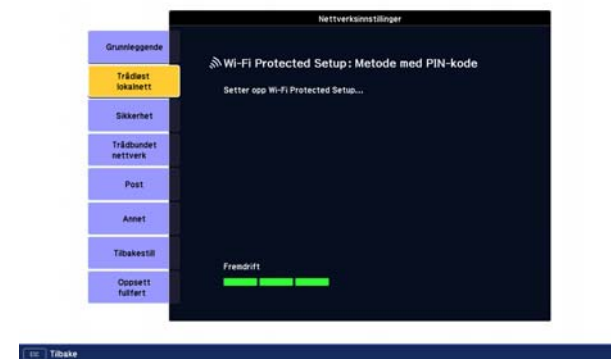 Nettverksinnstillinger
Grunnleggende
Trådløst
lokalnett
Sikkerhet
Trådbundet
nettverk
Post
Annet
Tilbakestill
Oppsett
fullført
Wi-Fi Protected Setup: Metode med PIN-kode
Setter opp Wi-Fi Protected Setup...
Fremdrift
Esc Tilbake